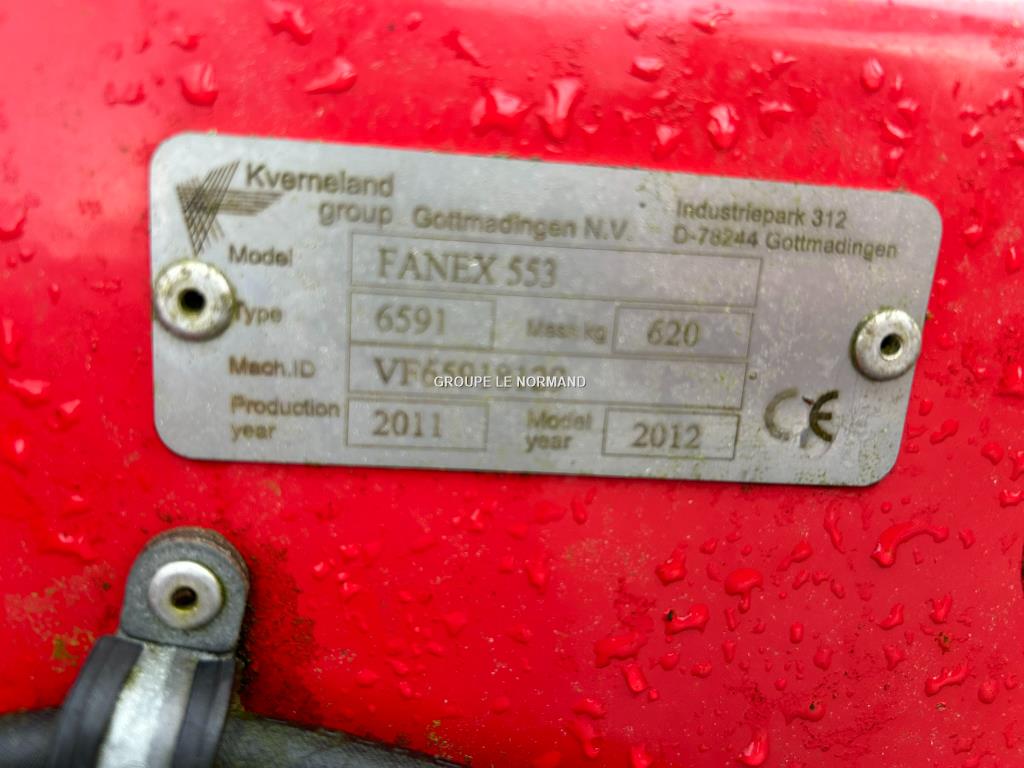 Kverneland
group Gottmadingen N.V. Industriepark 312
D-78244 Gottmadingen
Model FANEX 553
Type 6591 Mass kg 620
Mach.ID
GROUPE LE NORMAND
Production year 2011 Model year 2012
CE